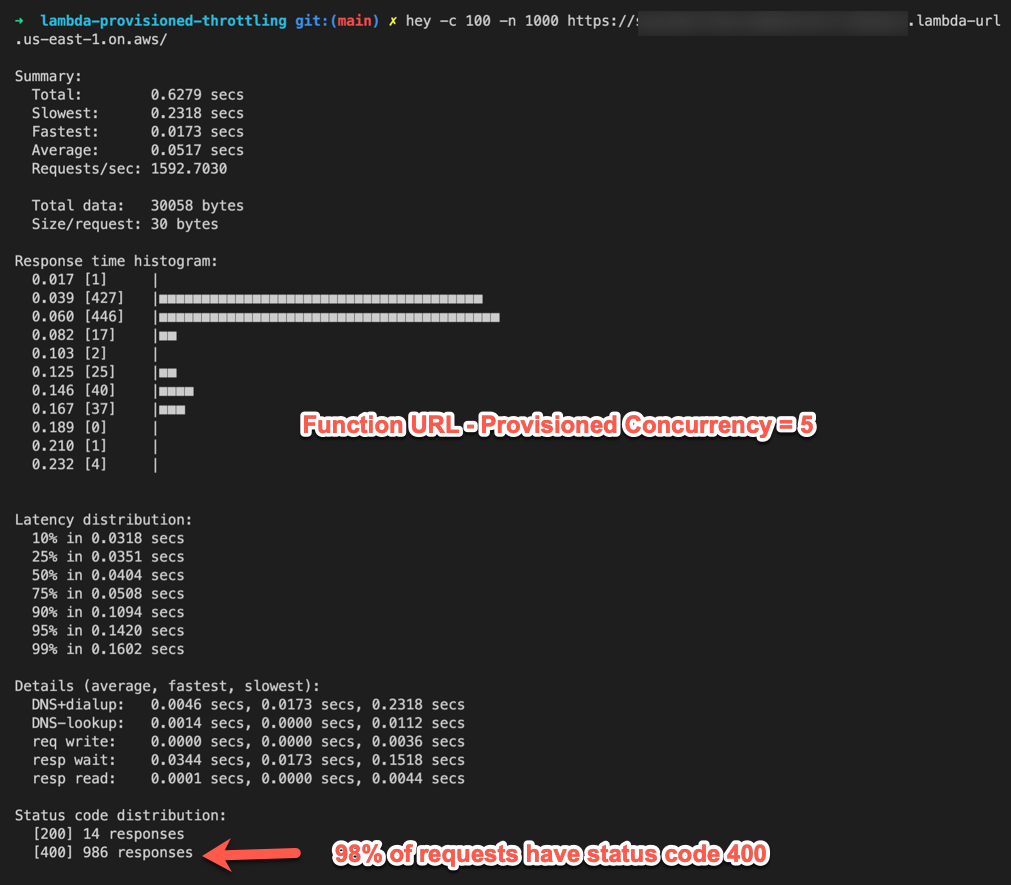 → lambda-provisioned-throttling git:(main) ✗ hey -c 100 -n 1000 https:// .lambda-url
.us-east-1.on.aws/
Summary:
Total: 0.6279 secs
Slowest: 0.2318 secs
Fastest: 0.0173 secs
Average: 0.0517 secs
Requests/sec: 1592.7030
Total data: 30058 bytes
Size/request: 30 bytes
Response time histogram:
0.017 [1] |
0.039 [427] |■■■■■■■■■■■■■■■■■■■■■■■■■■■■■■■■■■■■■■
0.060 [446] |■■■■■■■■■■■■■■■■■■■■■■■■■■■■■■■■■■■■■■■■
0.082 [17] |■■
0.103 [2] |
0.125 [25] |■■
0.146 [40] |■■■■
0.167 [37] |■■■
0.189 [0] |
Function URL - Provisioned Concurrency = 5
0.210 [1] |
0.232 [4] |
Latency distribution:
10% in 0.0318 secs
25% in 0.0351 secs
50% in 0.0404 secs
75% in 0.0508 secs
90% in 0.1094 secs
95% in 0.1420 secs
99% in 0.1602 secs
Details (average, fastest, slowest):
DNS+dialup: 0.0046 secs, 0.0173 secs, 0.2318 secs
DNS-lookup: 0.0014 secs, 0.0000 secs, 0.0112 secs
req write: 0.0000 secs, 0.0000 secs, 0.0036 secs
resp wait: 0.0344 secs, 0.0173 secs, 0.1518 secs
resp read: 0.0001 secs, 0.0000 secs, 0.0044 secs
Status code distribution:
[200] 14 responses
[400] 986 responses
98% of requests have status code 400